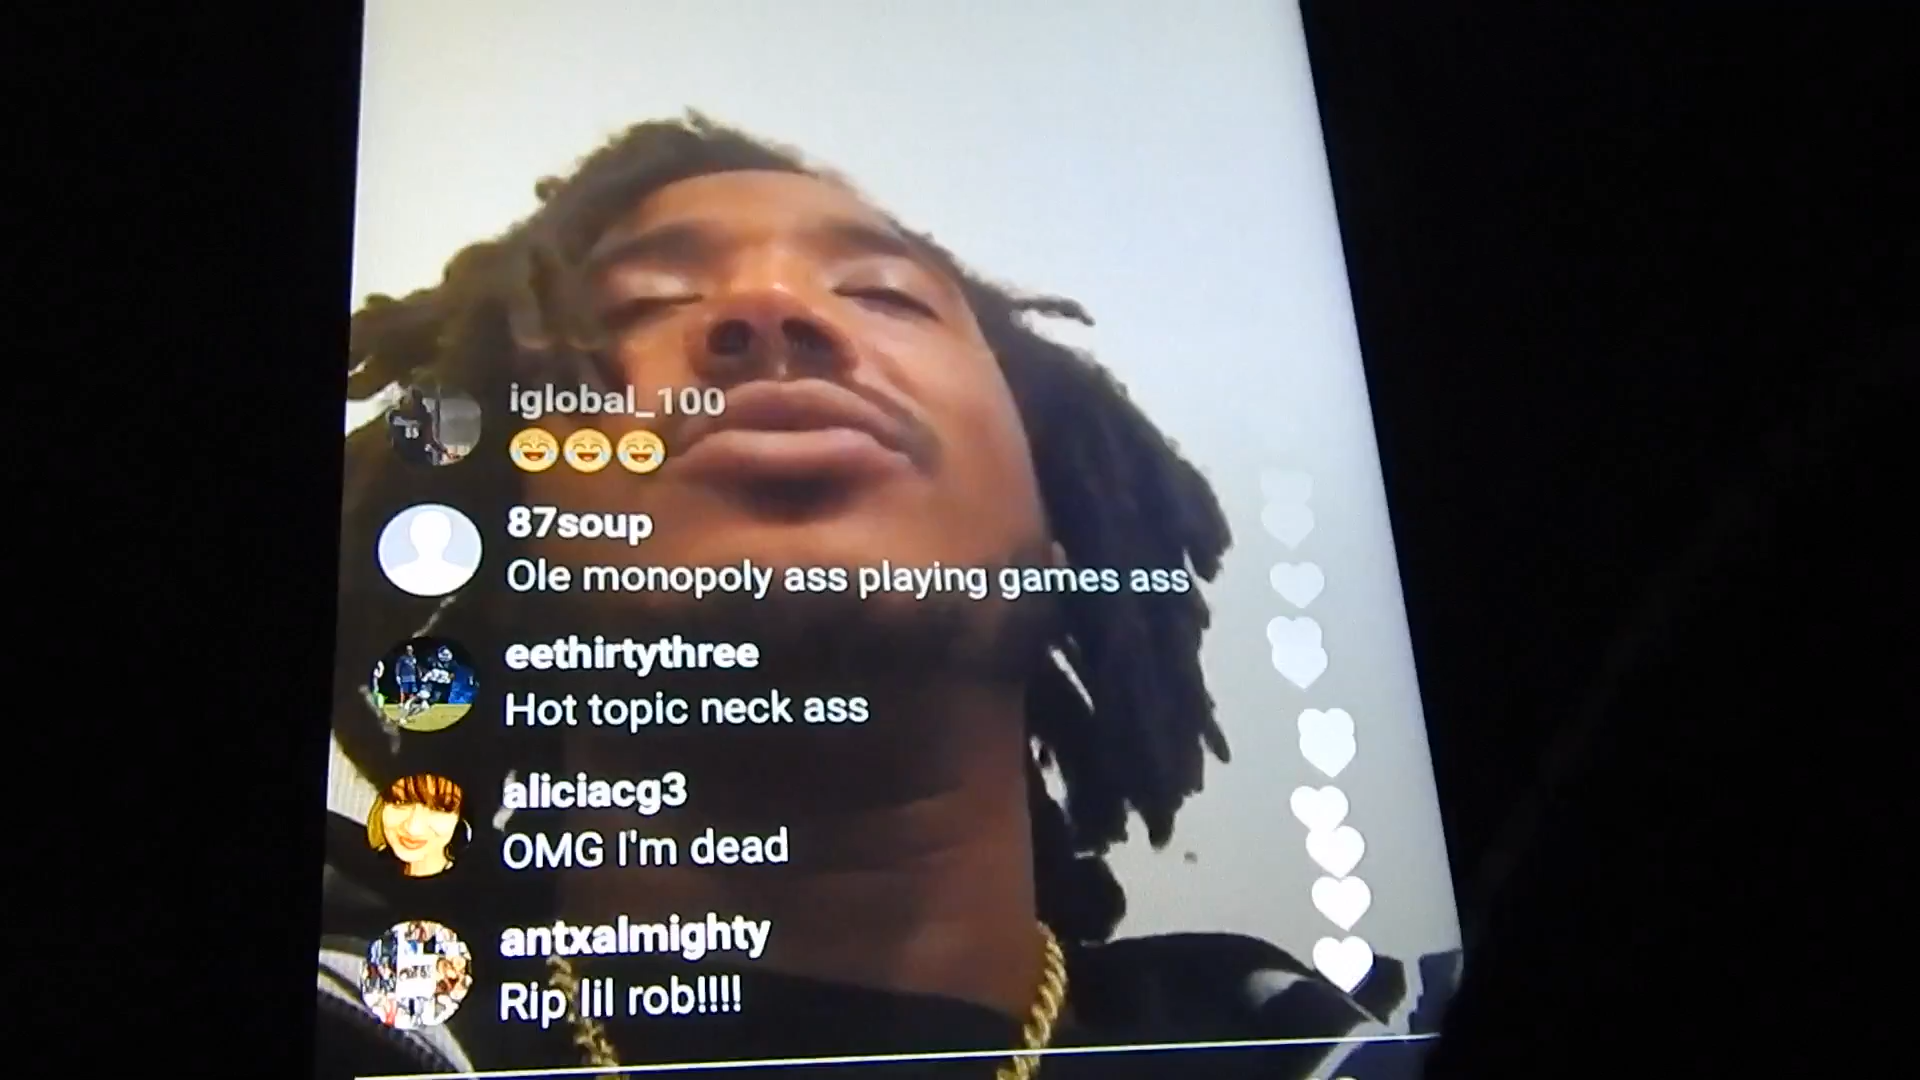 iglobal_100
😂😂😂
87soup
Ole monopoly ass playing games ass
eethirtythree
Hot topic neck ass
aliciacg3
OMG I'm dead
antxalmighty
Rip lil rob!!!!